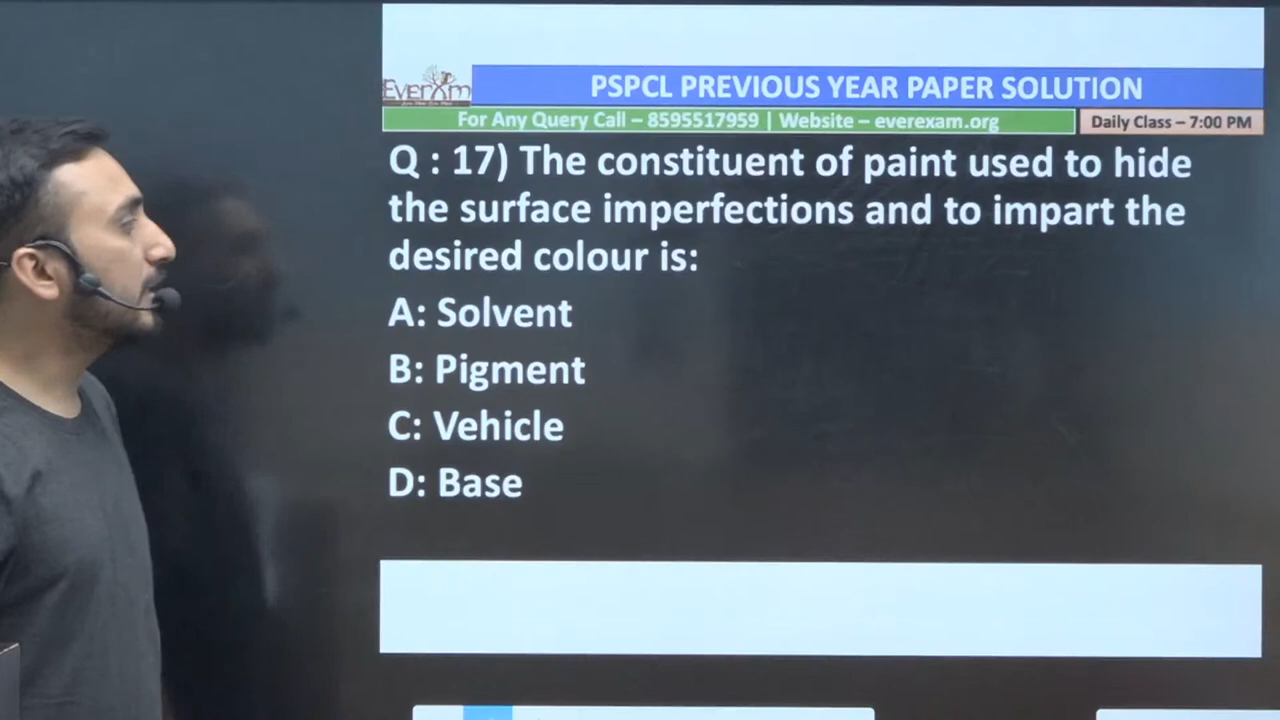 EVEREXAM
PSPCL PREVIOUS YEAR PAPER SOLUTION
For Any Query Call – 8595517959 | Website – everexam.org
Daily Class – 7:00 PM
Q : 17) The constituent of paint used to hide
the surface imperfections and to impart the
desired colour is:
A: Solvent
B: Pigment
C: Vehicle
D: Base